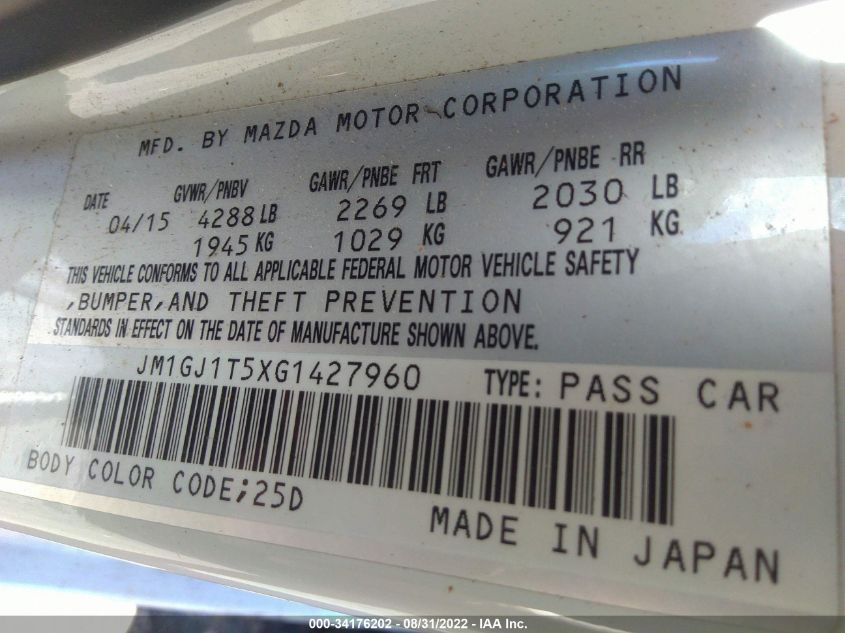 MFD. BY MAZDA MOTOR CORPORATION
DATE GVWR/PNBV GAWR/PNBE FRT GAWR/PNBE RR
04/15 4288 LB 2269 LB 2030 LB
1945 KG 1029 KG 921 KG
THIS VEHICLE CONFORMS TO ALL APPLICABLE FEDERAL MOTOR VEHICLE SAFETY
,BUMPER,AND THEFT PREVENTION
STANDARDS IN EFFECT ON THE DATE OF MANUFACTURE SHOWN ABOVE.
JM1GJ1T5XG1427960 TYPE: PASS CAR
BODY COLOR CODE;25D
MADE IN JAPAN
000-34176202 - 08/31/2022 - IAA Inc.